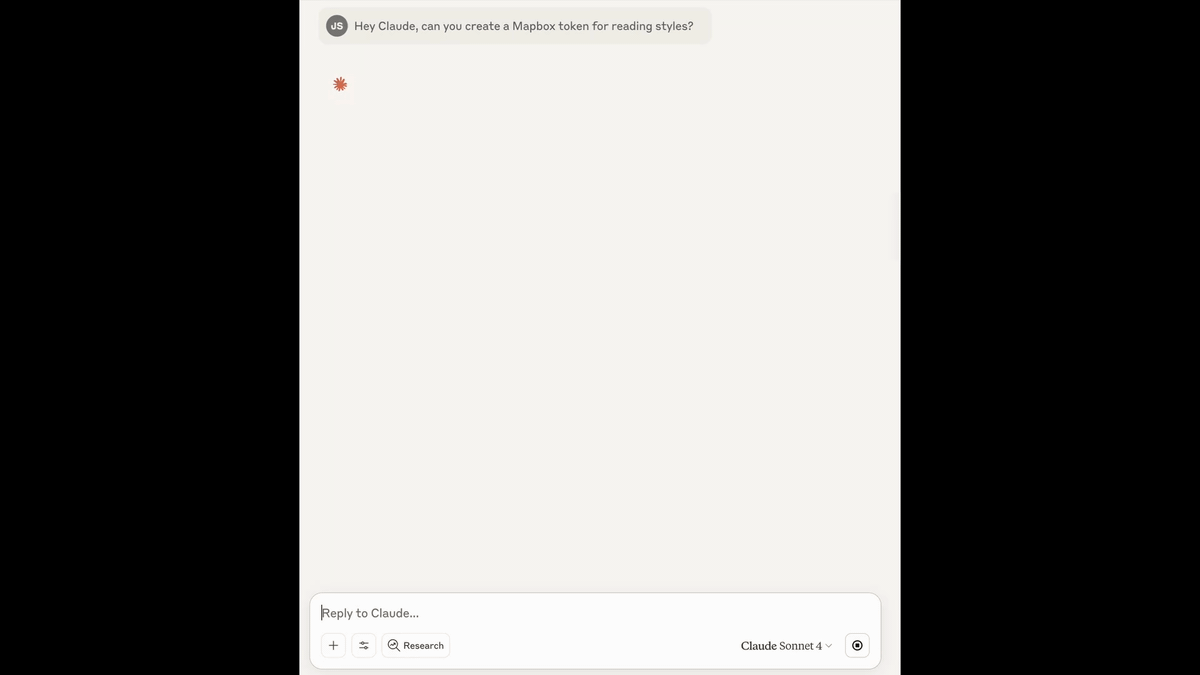 JS
Hey Claude, can you create a Mapbox token for reading styles?
Reply to Claude...
Research
Claude Sonnet 4